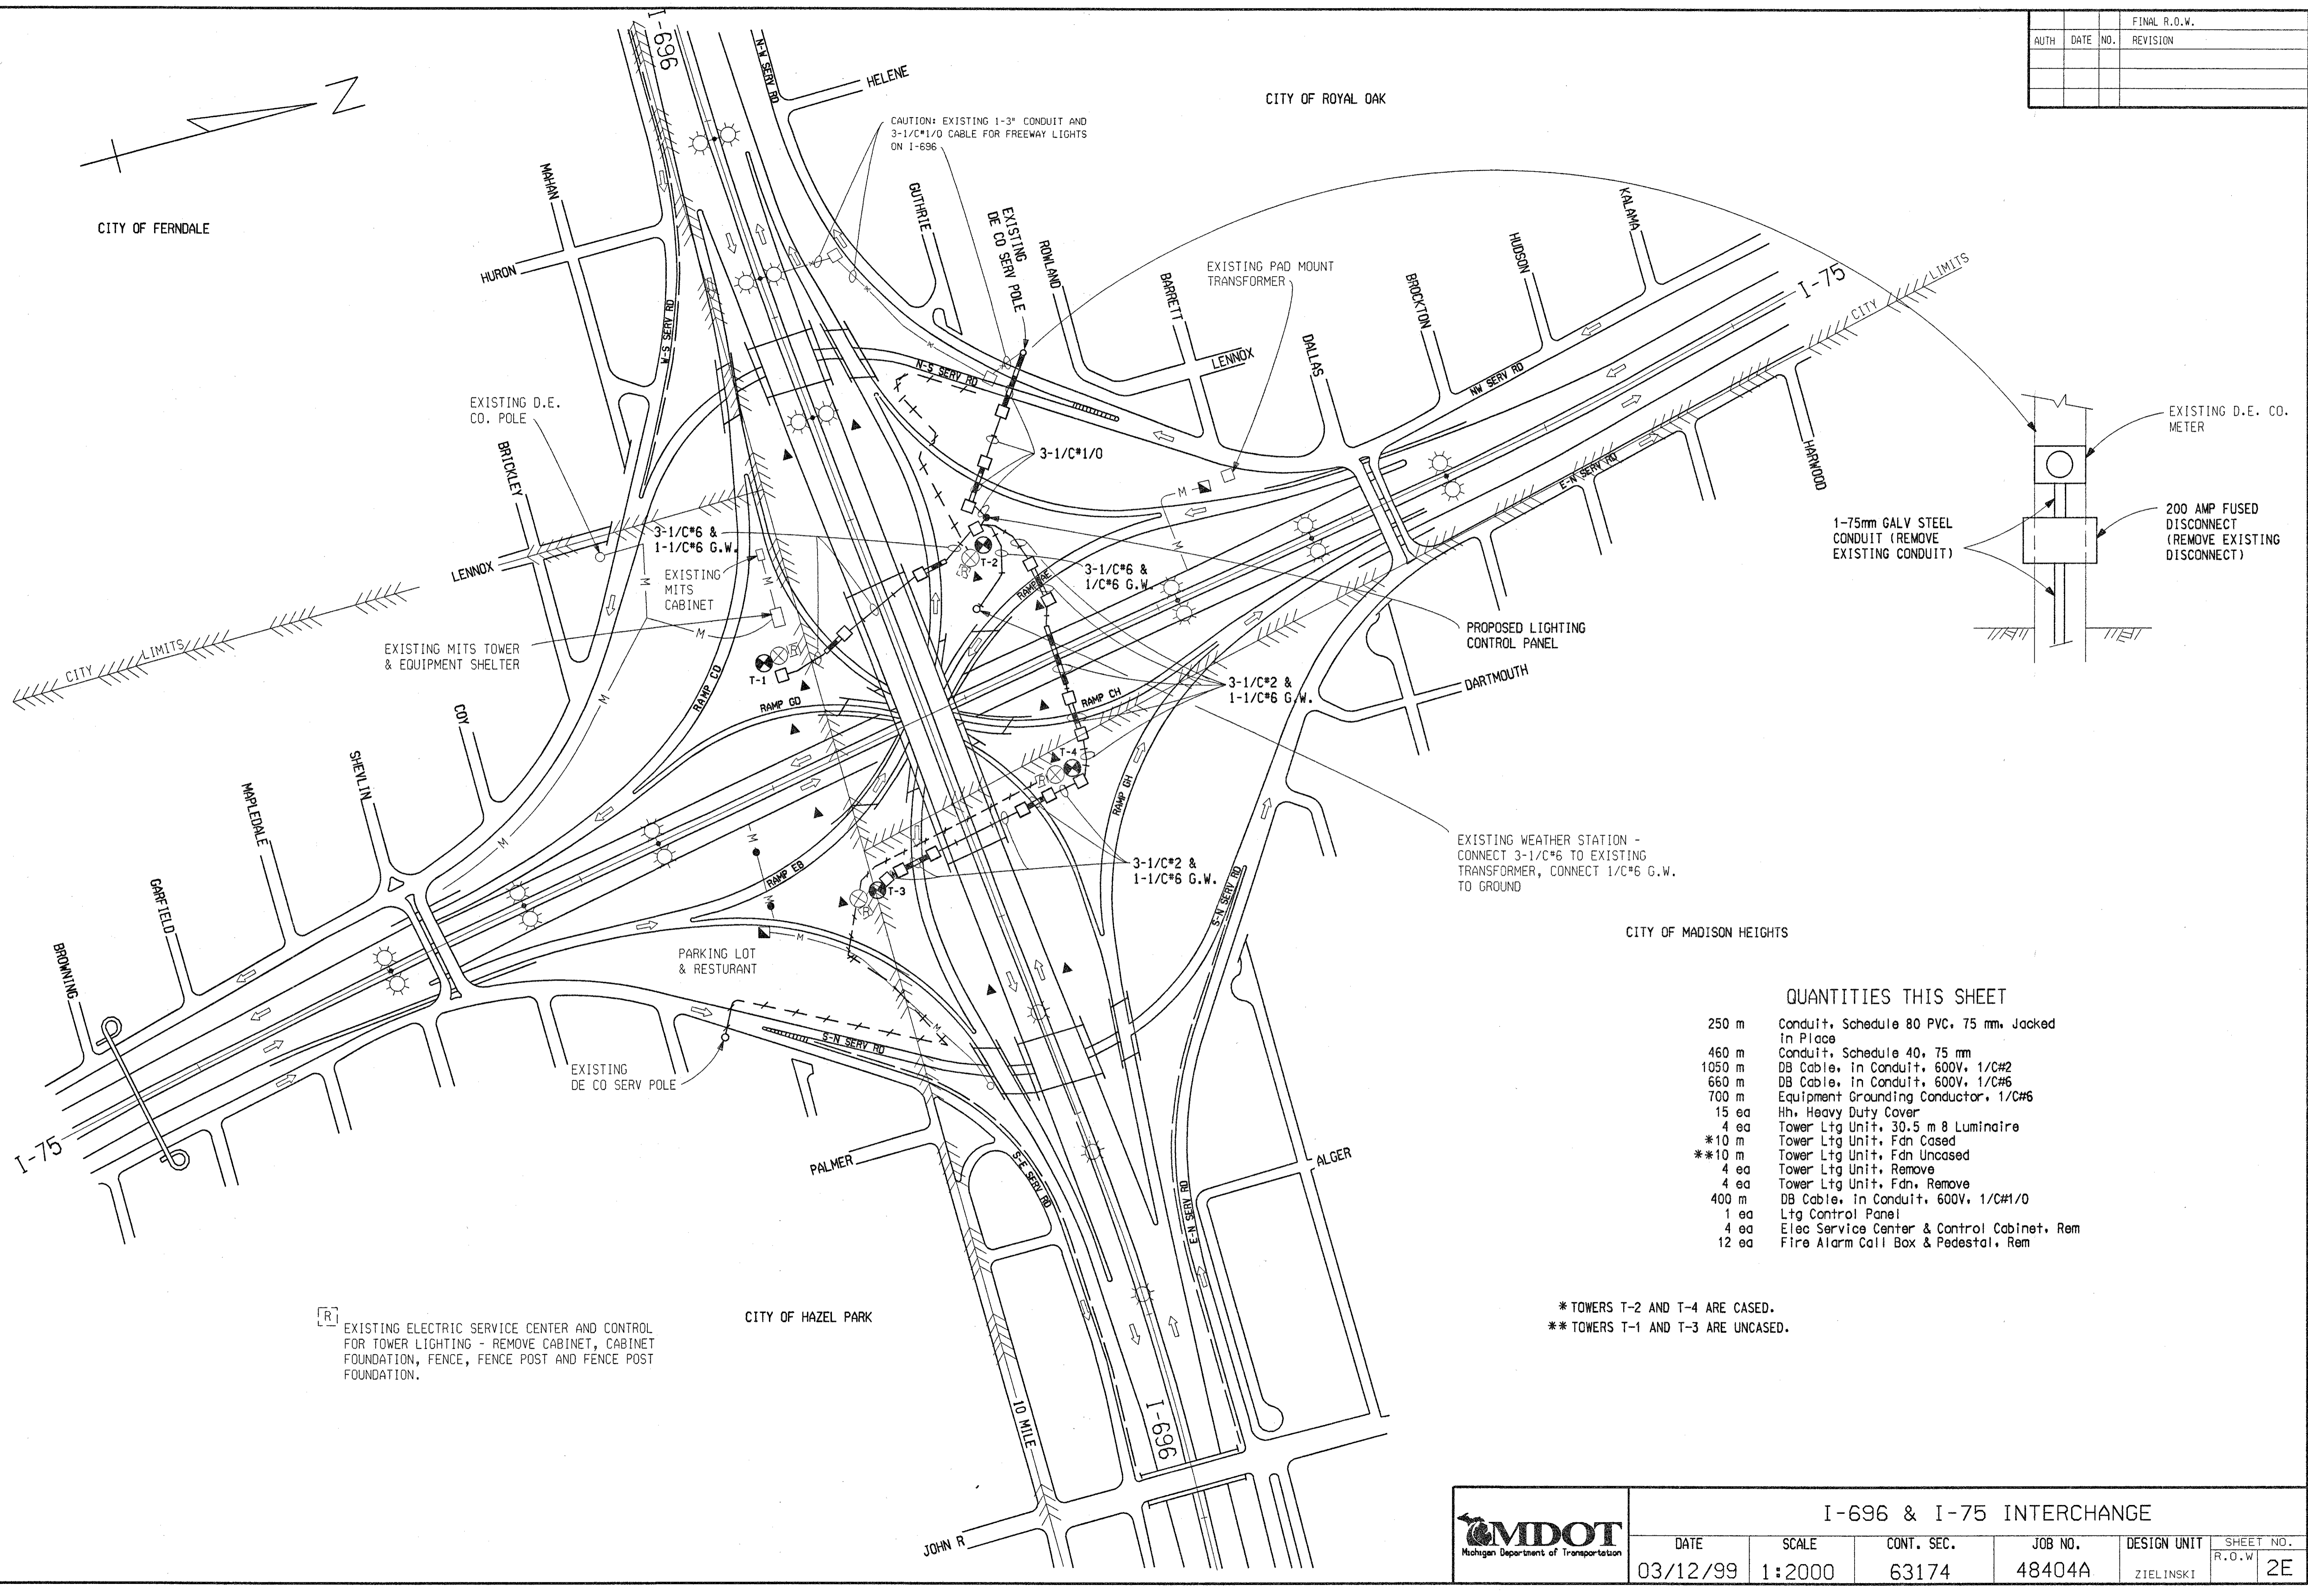 FINAL R.O.W.
AUTH DATE NO. REVISION
I-696
N-W SERV RD
HELENE
CITY OF ROYAL OAK
N
CAUTION: EXISTING 1-3" CONDUIT AND
3-1/C#1/0 CABLE FOR FREEWAY LIGHTS
ON I-696
MAHAN
GUTHRIE
EXISTING
DE CO SERV POLE
ROWLAND
KALAMA
CITY OF FERNDALE
HURON
EXISTING PAD MOUNT
TRANSFORMER
BARRETT
BROCKTON
HUDSON
I-75
CITY LIMITS
W-S SERV RD
N-S SERV RD
LENNOX
DALLAS
NW SERV RD
EXISTING D.E.
CO. POLE
EXISTING D.E. CO.
METER
BRICKLEY
3-1/C#1/0
HARWOOD
E-N SERV RD
M
1-75mm GALV STEEL
CONDUIT (REMOVE
EXISTING CONDUIT)
200 AMP FUSED
DISCONNECT
(REMOVE EXISTING
DISCONNECT)
3-1/C#6 &
1-1/C#6 G.W.
LENNOX
EXISTING
MITS
CABINET
M
T-2
3-1/C#6 &
1/C#6 G.W.
RAMP AE
M
PROPOSED LIGHTING
CONTROL PANEL
EXISTING MITS TOWER
& EQUIPMENT SHELTER
M
CITY LIMITS
T-1
R
RAMP CD
RAMP GD
RAMP CH
3-1/C#2 &
1-1/C#6 G.W.
DARTMOUTH
M
COY
T-4
R
SHEVLIN
MAPLEDALE
RAMP GH
EXISTING WEATHER STATION -
CONNECT 3-1/C#6 TO EXISTING
TRANSFORMER, CONNECT 1/C#6 G.W.
TO GROUND
M
M
RAMP EB
3-1/C#2 &
1-1/C#6 G.W.
T-3
R
GARFIELD
S-N SERV RD
M
M
CITY OF MADISON HEIGHTS
BROWNING
PARKING LOT
& RESTURANT
M
S-N SERV RD
EXISTING
DE CO SERV POLE
I-75
QUANTITIES THIS SHEET
250 m Conduit, Schedule 80 PVC, 75 mm, Jacked
in Place
460 m Conduit, Schedule 40, 75 mm
1050 m DB Cable, in Conduit, 600V, 1/C#2
660 m DB Cable, in Conduit, 600V, 1/C#6
700 m Equipment Grounding Conductor, 1/C#6
15 ea Hh, Heavy Duty Cover
4 ea Tower Ltg Unit, 30.5 m 8 Luminaire
*10 m Tower Ltg Unit, Fdn Cased
**10 m Tower Ltg Unit, Fdn Uncased
4 ea Tower Ltg Unit, Remove
4 ea Tower Ltg Unit, Fdn, Remove
400 m DB Cable, in Conduit, 600V, 1/C#1/0
1 ea Ltg Control Panel
4 ea Elec Service Center & Control Cabinet, Rem
12 ea Fire Alarm Call Box & Pedestal, Rem
PALMER
S-E SERV RD
E-N SERV RD
ALGER
* TOWERS T-2 AND T-4 ARE CASED.
** TOWERS T-1 AND T-3 ARE UNCASED.
R
EXISTING ELECTRIC SERVICE CENTER AND CONTROL
FOR TOWER LIGHTING - REMOVE CABINET, CABINET
FOUNDATION, FENCE, FENCE POST AND FENCE POST
FOUNDATION.
CITY OF HAZEL PARK
10 MILE
I-696
JOHN R
MDOT
Michigan Department of Transportation
I-696 & I-75 INTERCHANGE
DATE SCALE CONT. SEC. JOB NO. DESIGN UNIT SHEET NO.
03/12/99 1:2000 63174 48404A ZIELINSKI R.O.W 2E